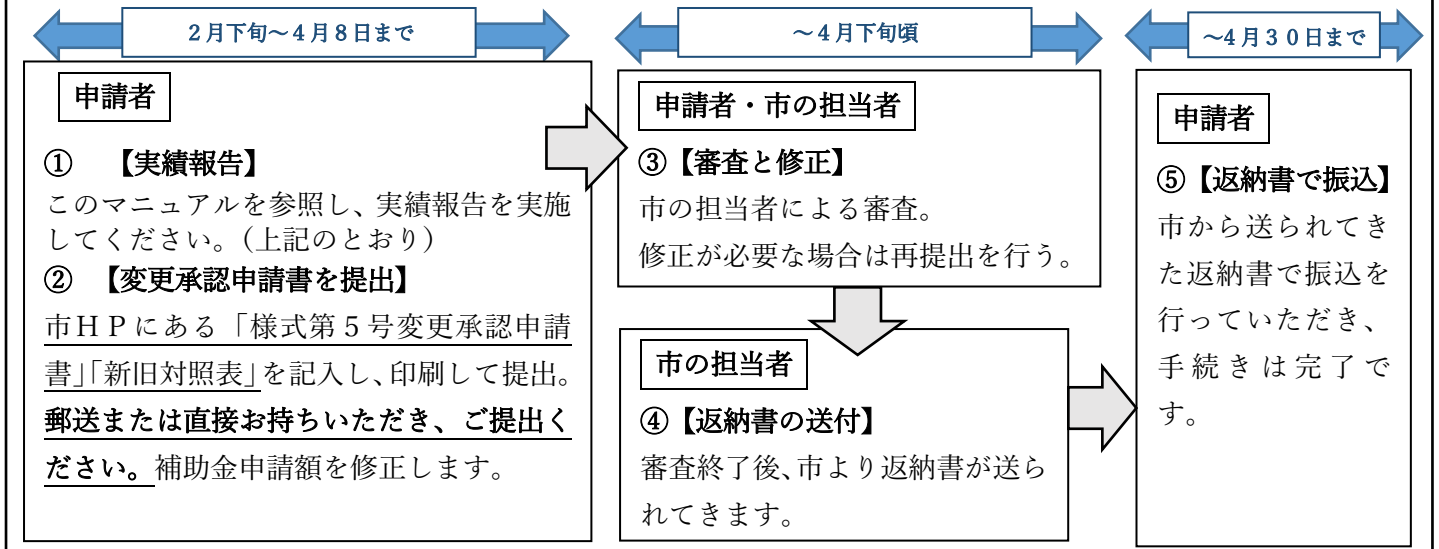 2月下旬~4月8日まで
申請者
① 【実績報告】
このマニュアルを参照し、実績報告を実施
してください。(上記のとおり)
② 【変更承認申請書を提出】
市HPにある「様式第5号変更承認申請
書」「新旧対照表」を記入し、印刷して提出。
郵送または直接お持ちいただき、ご提出く
ださい。補助金申請額を修正します。
~4月下旬頃
申請者・市の担当者
③【審査と修正】
市の担当者による審査。
修正が必要な場合は再提出を行う。
市の担当者
④【返納書の送付】
審査終了後、市より返納書が送ら
れてきます。
~4月30日まで
申請者
⑤【返納書で振込】
市から送られてき
た返納書で振込を
行っていただき、
手続きは完了で
す。